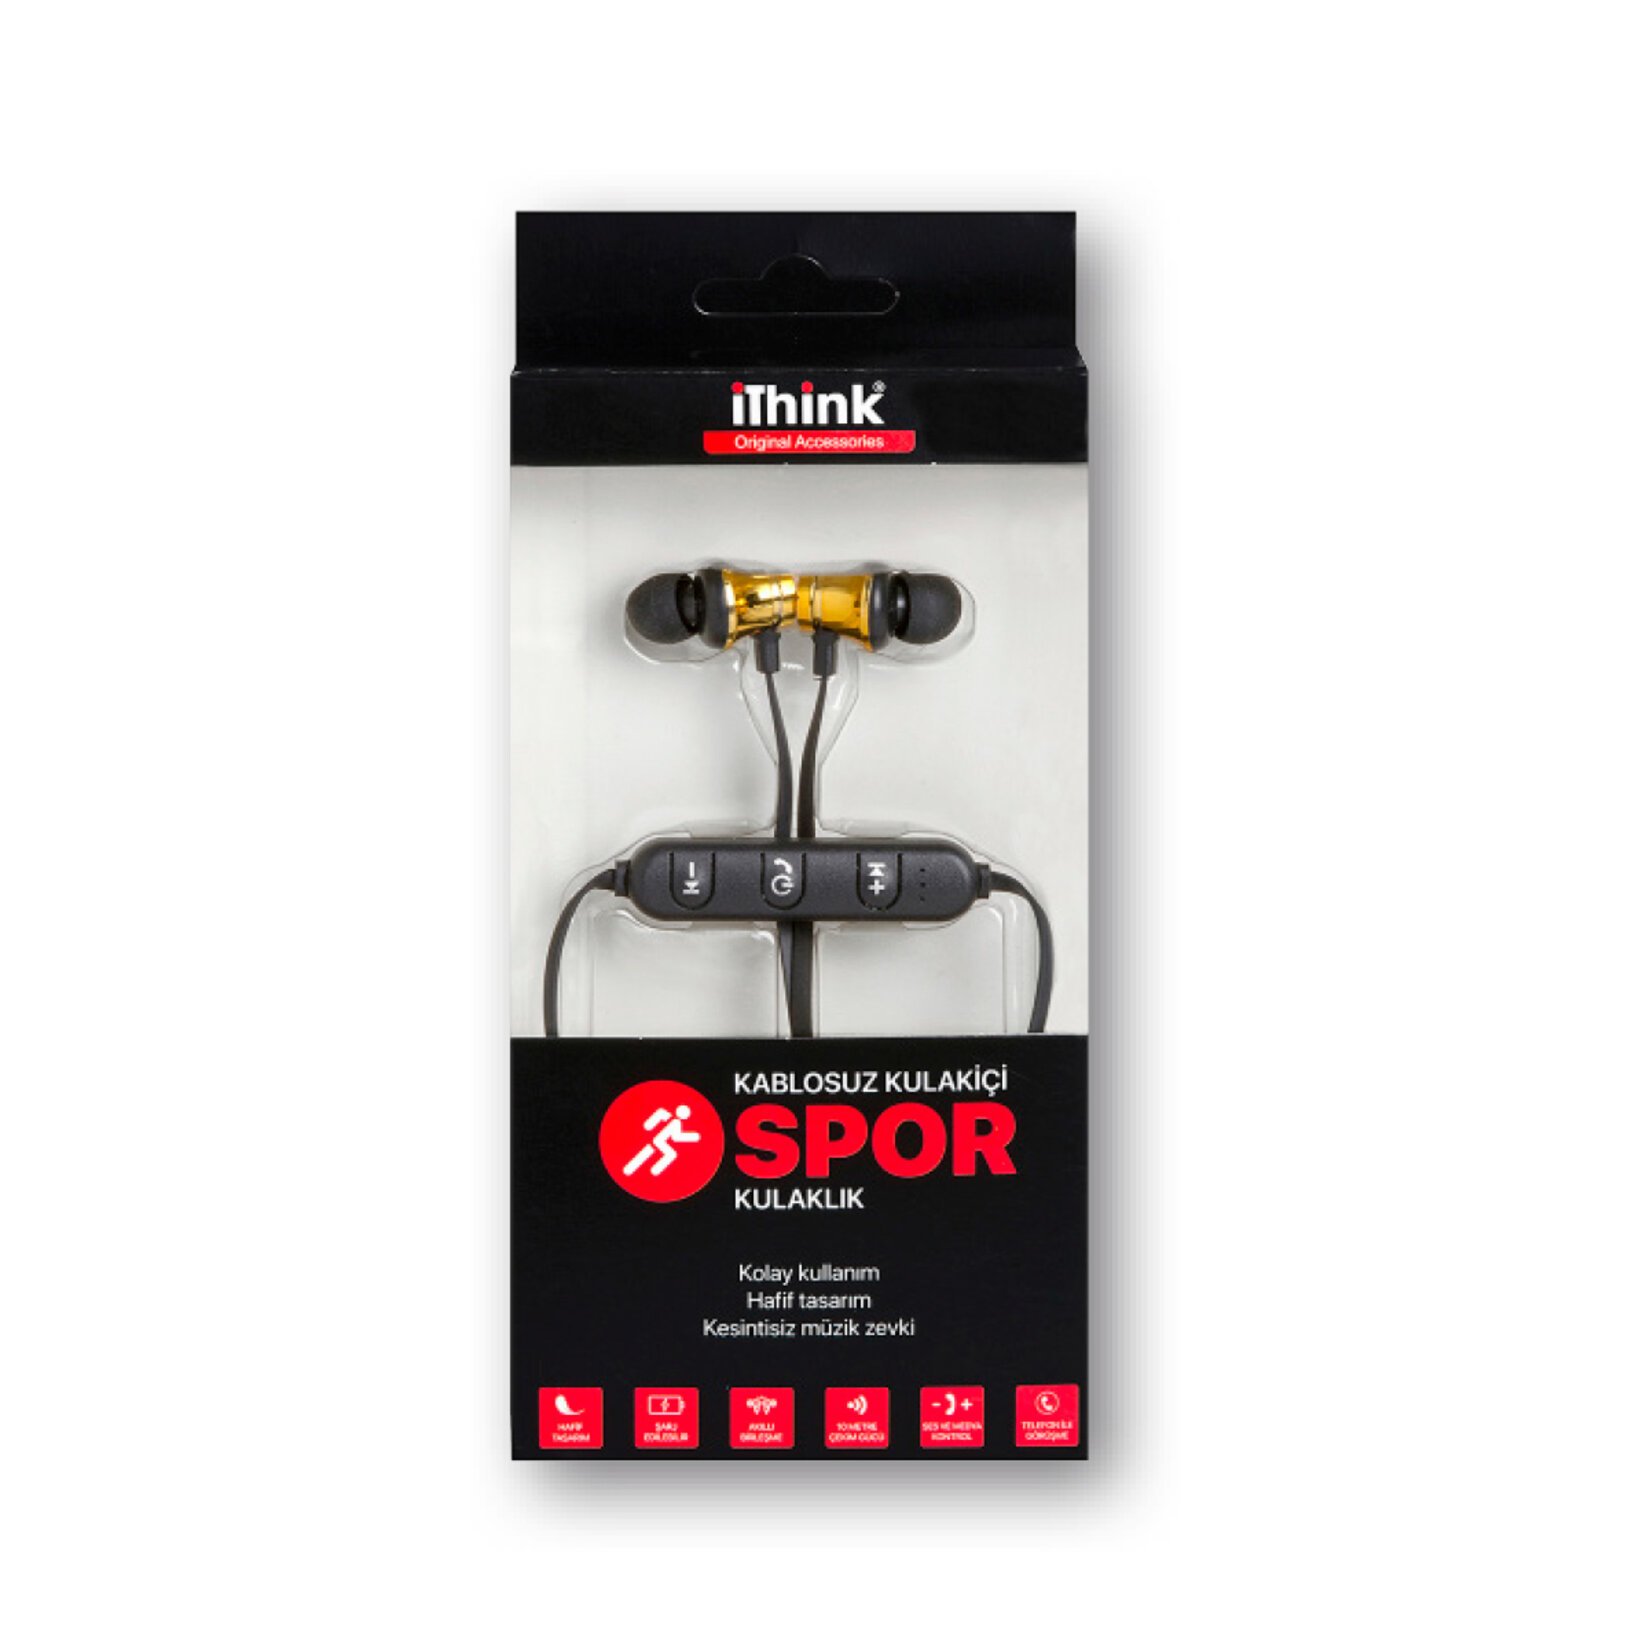 iThink®
Original Accessories
KABLOSUZ KULAKİÇİ
SPOR
KULAKLIK
Kolay kullanım
Hafif tasarım
Kesintisiz müzik zevki
HAFİF
TASARIM
ŞARJ
EDİLEBİLİR
AKILLI
BİRLEŞME
10 METRE
ÇEKİM GÜCÜ
SES VE MEDYA
KONTROL
TELEFON İLE
GÖRÜŞME